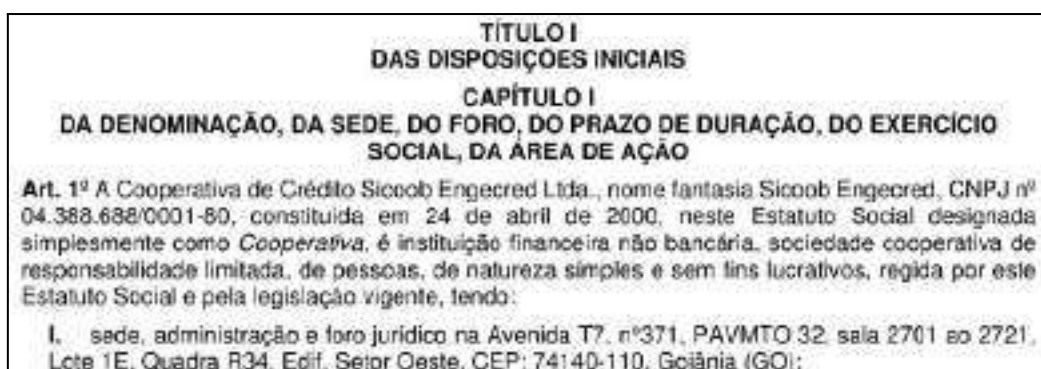 TÍTULO I
DAS DISPOSIÇÕES INICIAIS
CAPÍTULO I
DA DENOMINAÇÃO, DA SEDE, DO FORO, DO PRAZO DE DURAÇÃO, DO EXERCÍCIO
SOCIAL, DA ÁREA DE AÇÃO
Art. 1º A Cooperativa de Crédito Sicoob Engecred Ltda., nome fantasia Sicoob Engecred, CNPJ nº
04.388.688/0001-80, constituída em 24 de abril de 2000, neste Estatuto Social designada
simplesmente como Cooperativa, é instituição financeira não bancária, sociedade cooperativa de
responsabilidade limitada, de pessoas, de natureza simples e sem fins lucrativos, regida por este
Estatuto Social e pela legislação vigente, tendo:
I. sede, administração e foro jurídico na Avenida T7, nº371, PAVMTO 32, sala 2701 ao 2721,
Lote 1E, Quadra R34, Edif. Setor Oeste, CEP: 74140-110, Goiânia (GO);